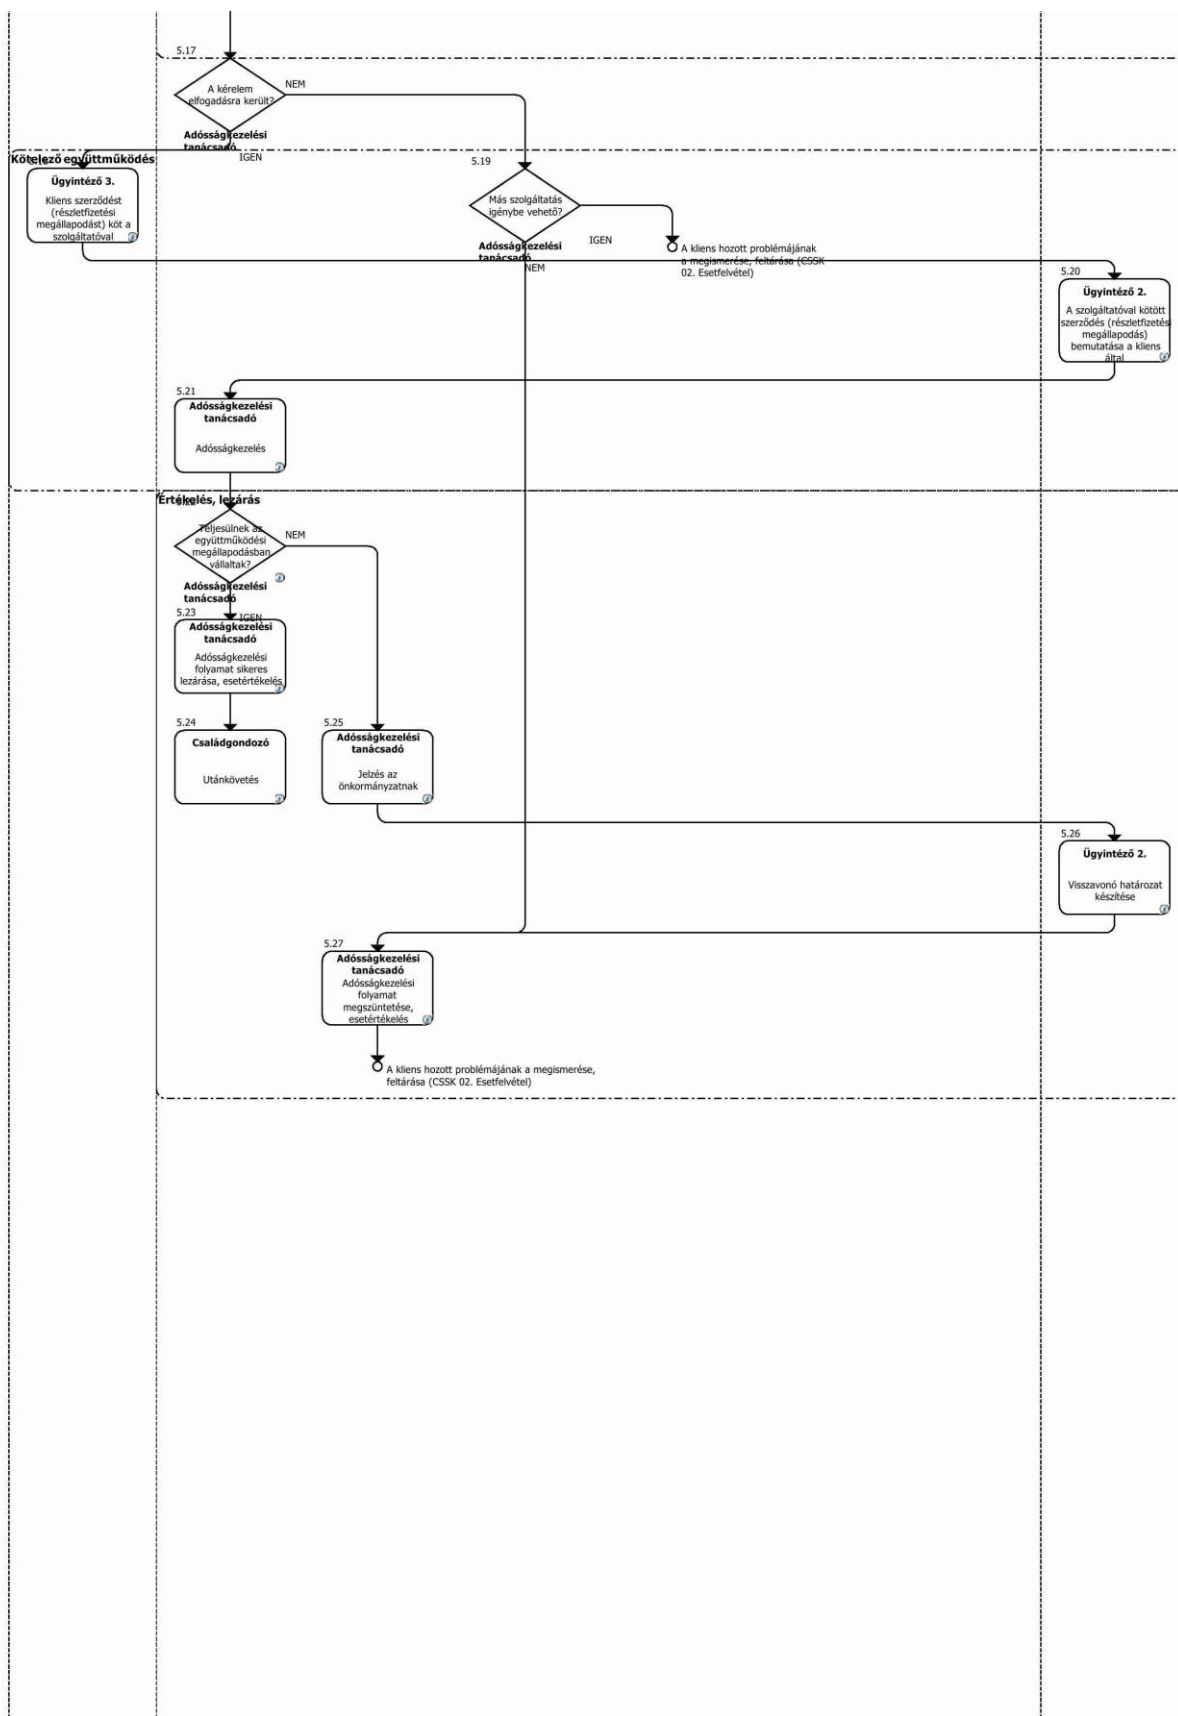 5.17
A kérelem
elfogadásra került?
NEM
Adósságkezelési
tanácsadó
IGEN
Kötelező együttműködés
Ügyintéző 3.
Kliens szerződést
(részletfizetési
megállapodást) köt a
szolgáltatóval
5.19
Más szolgáltatás
igénybe vehető?
IGEN
Adósságkezelési
tanácsadó
NEM
A kliens hozott problémájának
a megismerése, feltárása (CSSK
02. Esetfelvétel)
5.20
Ügyintéző 2.
A szolgáltatóval kötött
szerződés (részletfizetési
megállapodás)
bemutatása a kliens
által
5.21
Adósságkezelési
tanácsadó
Adósságkezelés
Értékelés, lezárás
Teljesülnek az
együttműködési
megállapodásban
vállaltak?
NEM
Adósságkezelési
tanácsadó
IGEN
5.23
Adósságkezelési
tanácsadó
Adósságkezelési
folyamat sikeres
lezárása, esetértékelés
5.24
Családgondozó
Utánkövetés
5.25
Adósságkezelési
tanácsadó
Jelzés az
önkormányzatnak
5.26
Ügyintéző 2.
Visszavonó határozat
készítése
5.27
Adósságkezelési
tanácsadó
Adósságkezelési
folyamat
megszüntetése,
esetértékelés
A kliens hozott problémájának a megismerése,
feltárása (CSSK 02. Esetfelvétel)